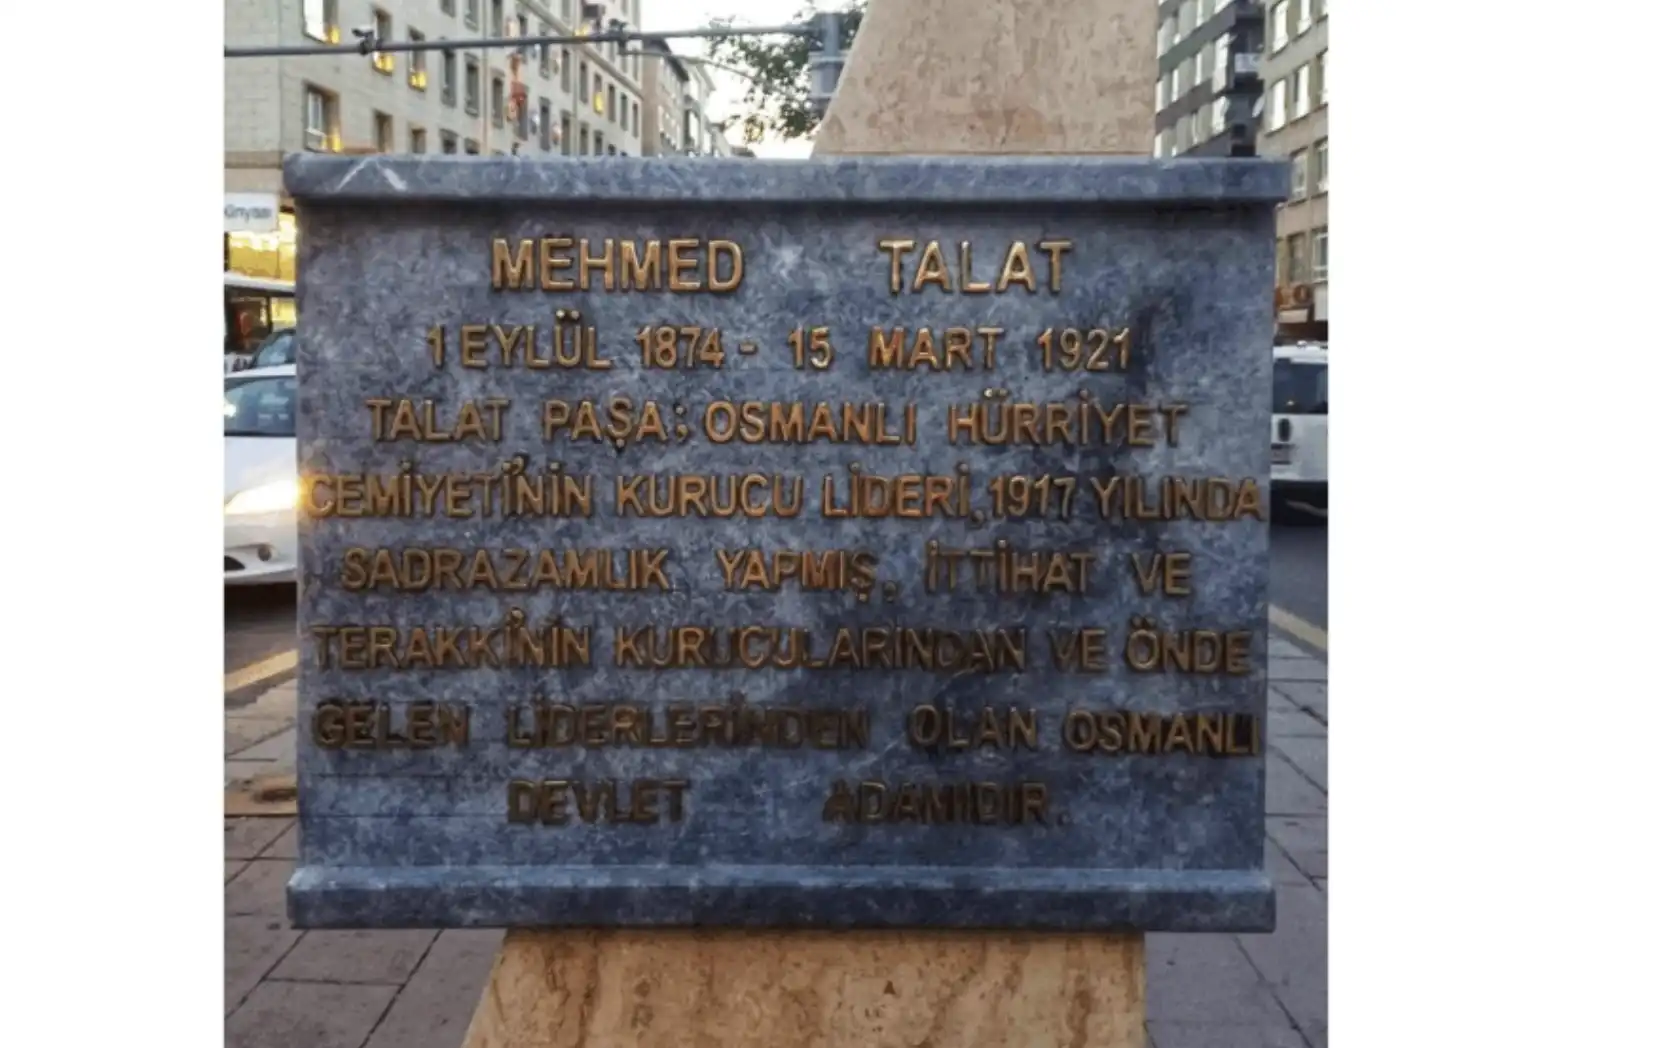 MEHMED TALAT
1 EYLÜL 1874 - 15 MART 1921
TALAT PAŞA; OSMANLI HÜRRİYET
CEMİYETİ'NİN KURUCU LİDERİ, 1917 YILINDA
SADRAZAMLIK YAPMIŞ, İTTİHAT VE
TERAKKİ'NİN KURUCULARINDAN VE ÖNDE
GELEN LİDERLERİNDEN OLAN OSMANLI
DEVLET ADAMIDIR.